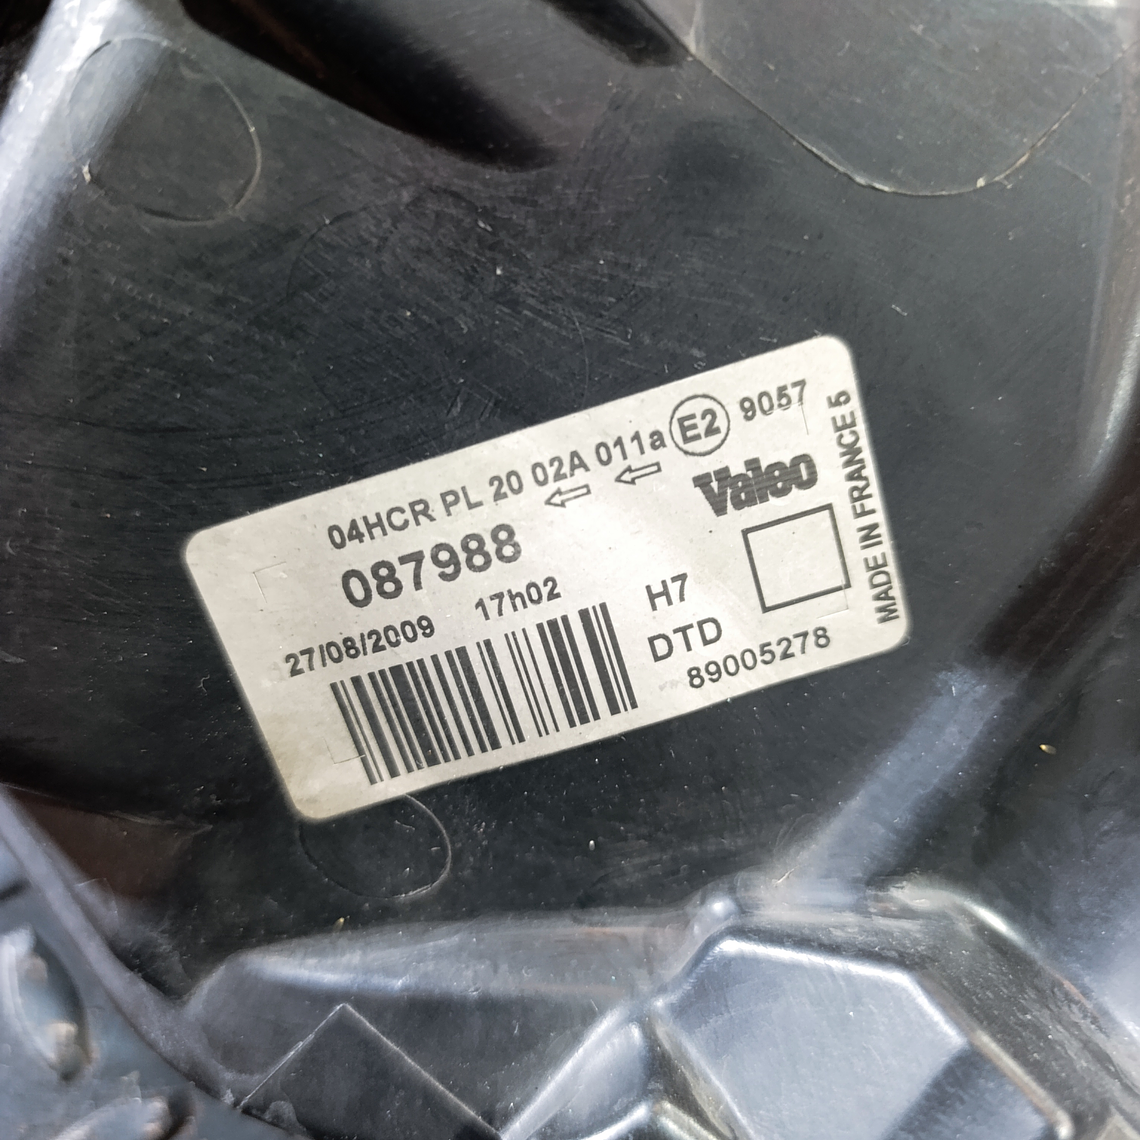 04HCR PL 20 02A 011a E2 9057
087988
Valeo
27/08/2009 17h02
H7
DTD
89005278
MADE IN FRANCE 5